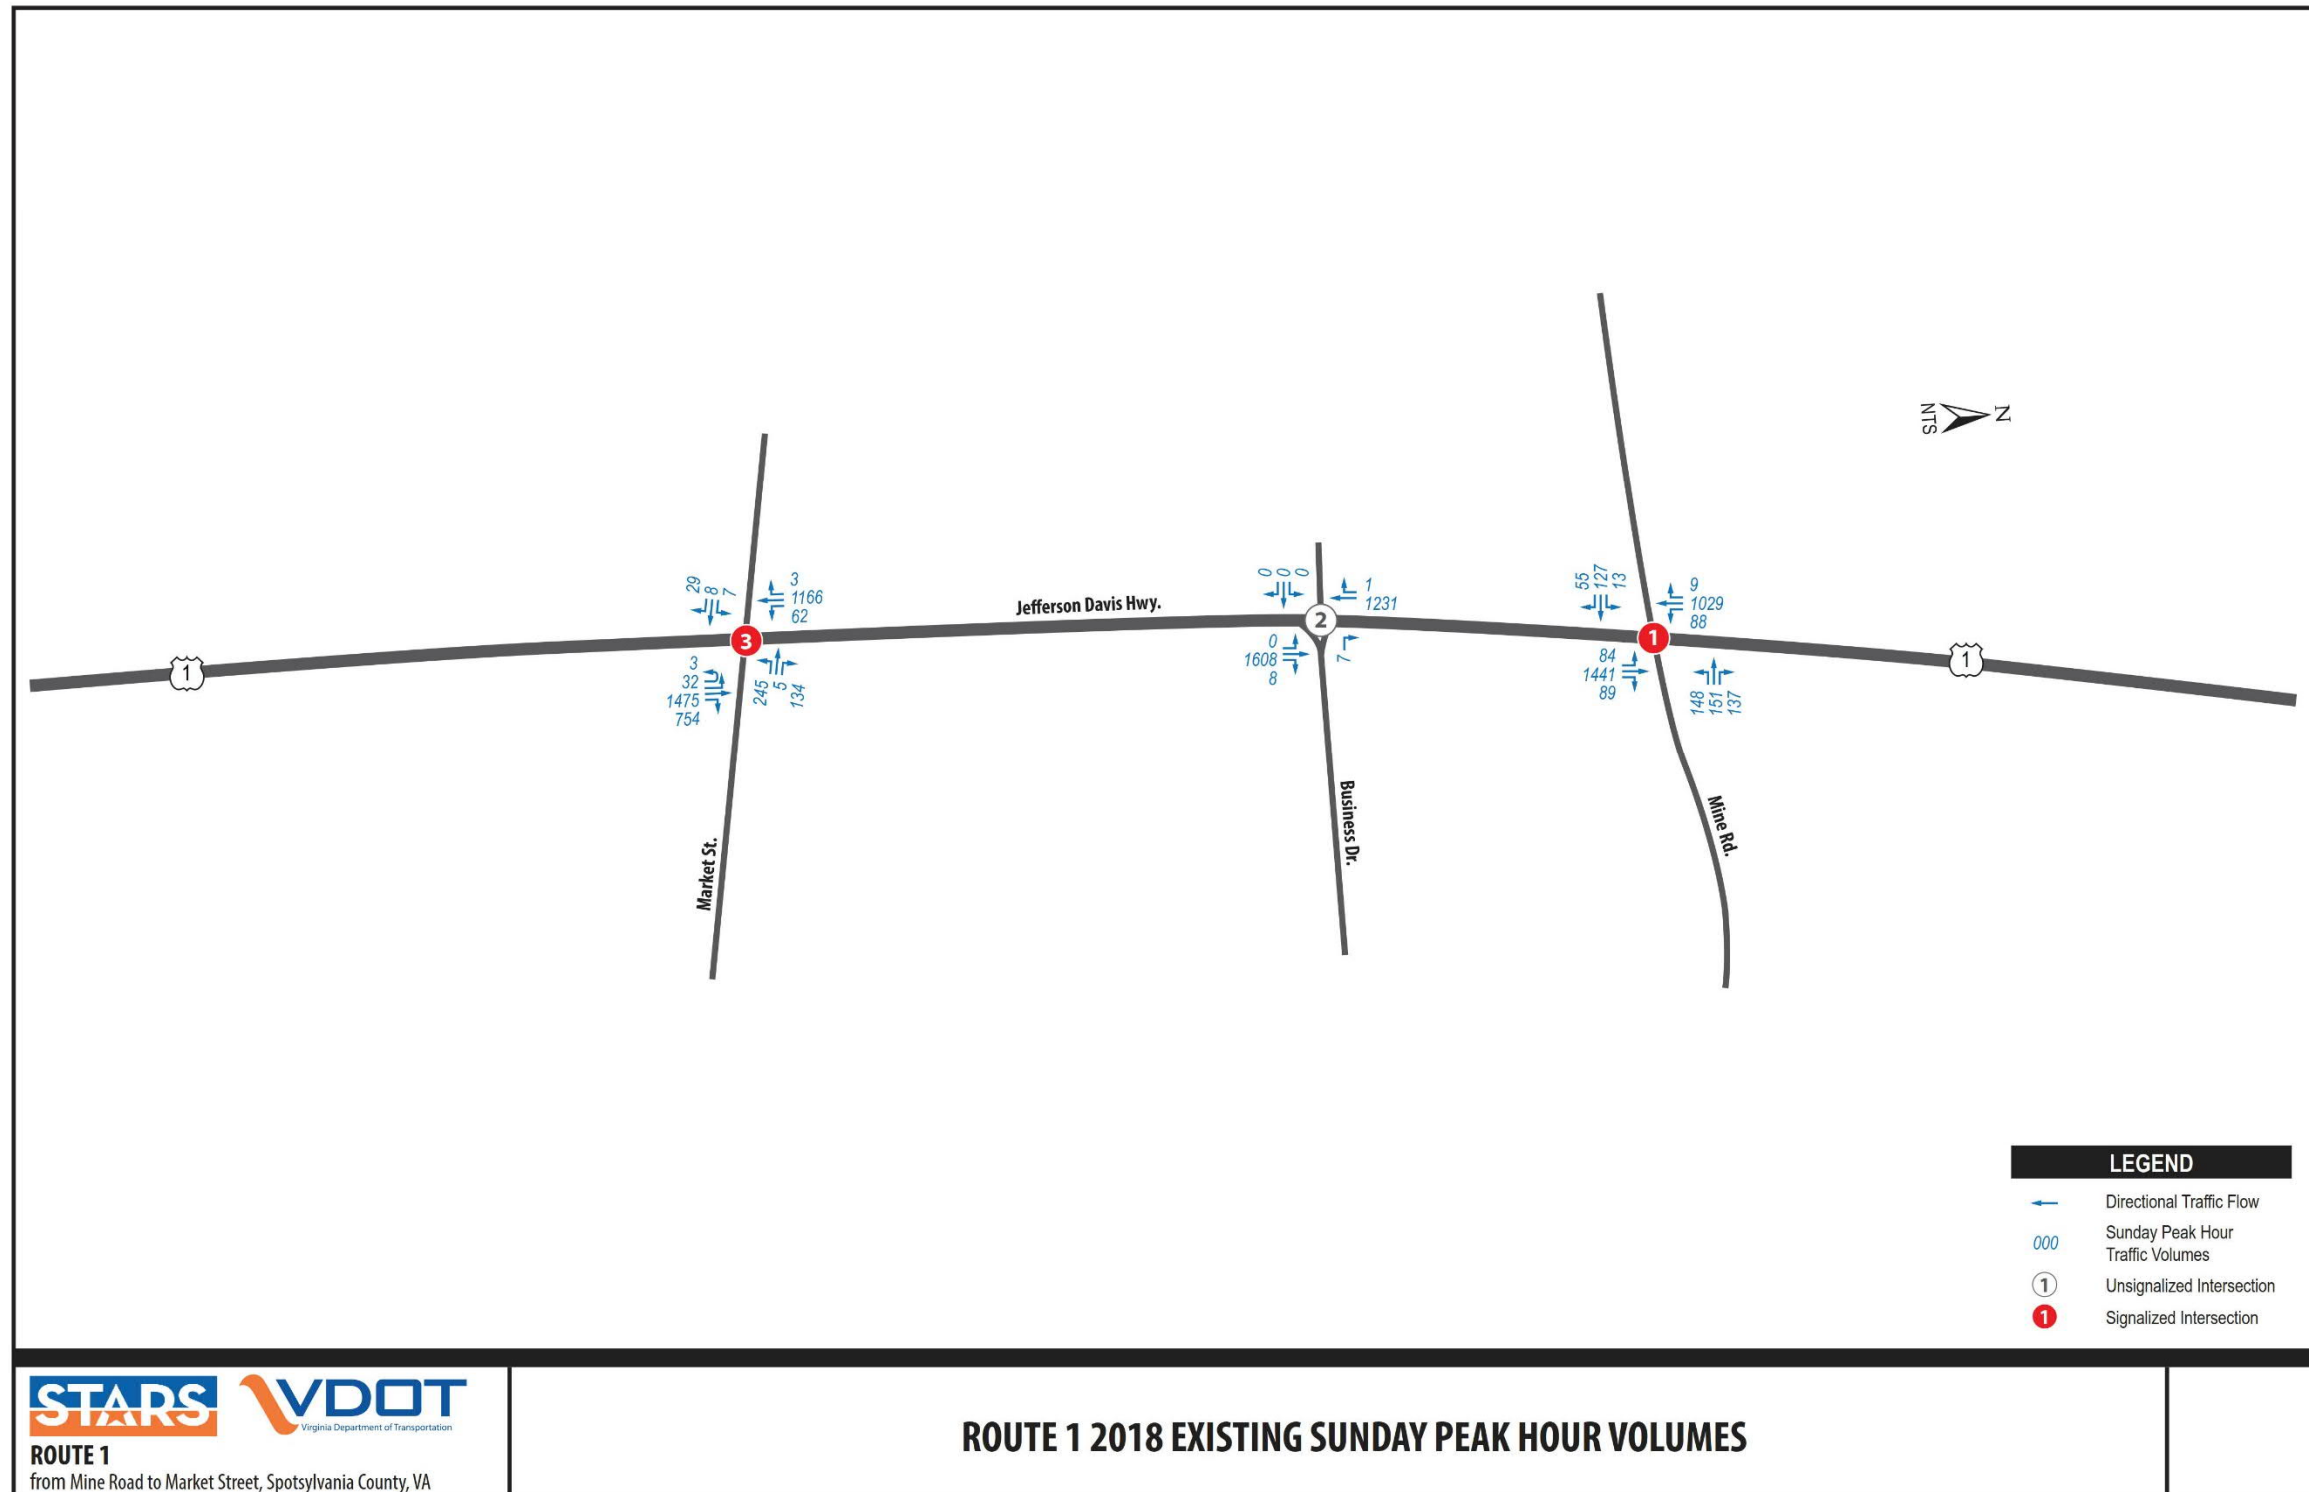 N
NTS
29
8
7
3
1166
62
3
3
32
1475
754
245
5
134
Jefferson Davis Hwy.
0
0
0
1
1231
2
0
1608
8
7
55
127
13
9
1029
88
1
84
1441
89
148
151
137
1
1
Market St.
Business Dr.
Mine Rd.
LEGEND
Directional Traffic Flow
000
Sunday Peak Hour
Traffic Volumes
1
Unsignalized Intersection
1
Signalized Intersection
STARS
VDOT
Virginia Department of Transportation
ROUTE 1
from Mine Road to Market Street, Spotsylvania County, VA
ROUTE 1 2018 EXISTING SUNDAY PEAK HOUR VOLUMES